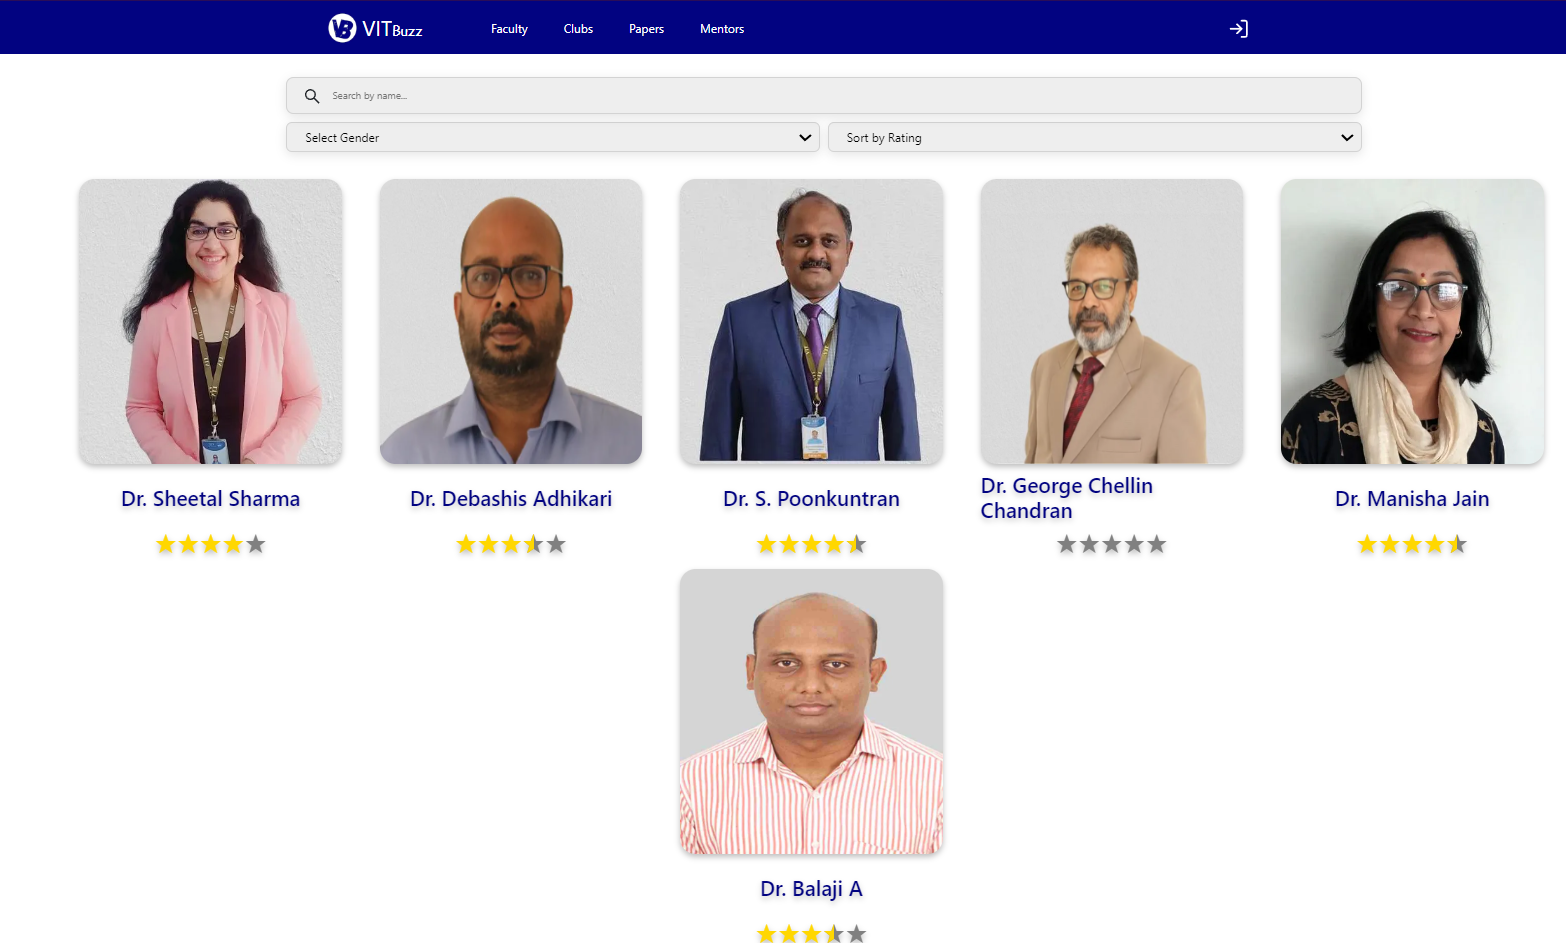 VITBuzz
Faculty
Clubs
Papers
Mentors
Search by name...
Select Gender
Sort by Rating
Dr. Sheetal Sharma
Dr. Debashis Adhikari
Dr. S. Poonkuntran
Dr. George Chellin
Chandran
Dr. Manisha Jain
Dr. Balaji A